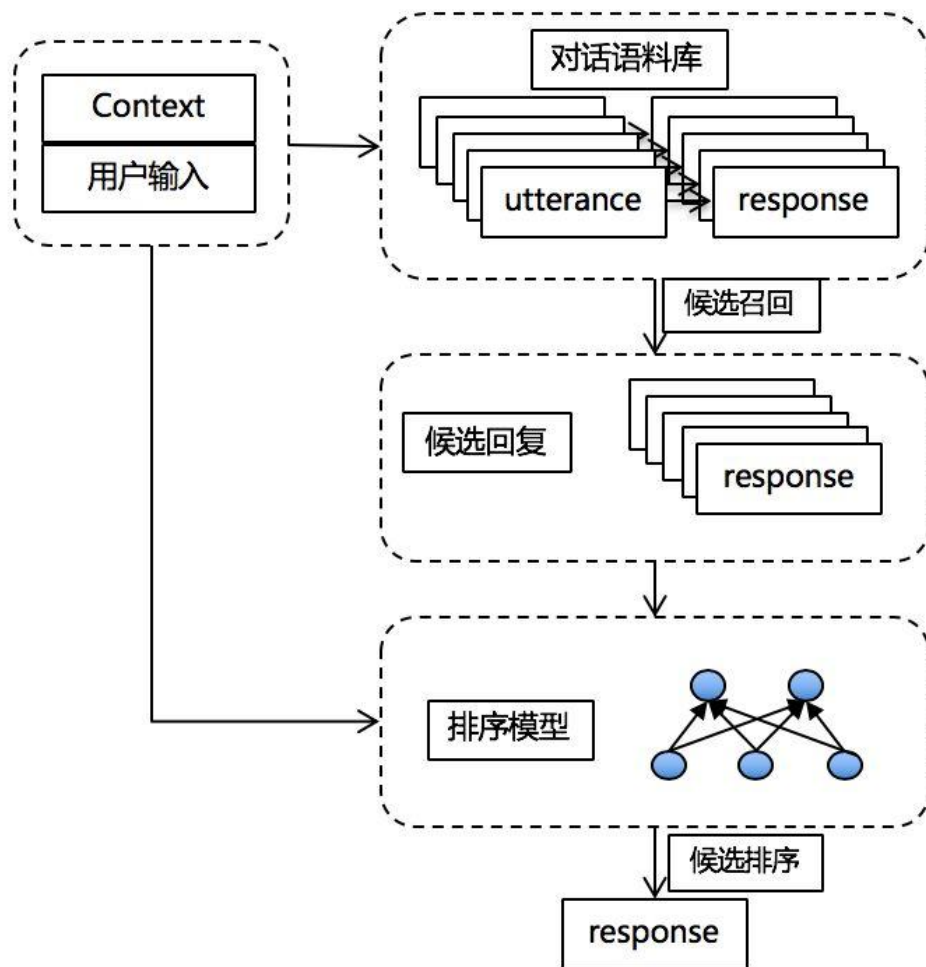 Context
用户输入
对话语料库
utterance
response
候选召回
候选回复
response
排序模型
候选排序
response